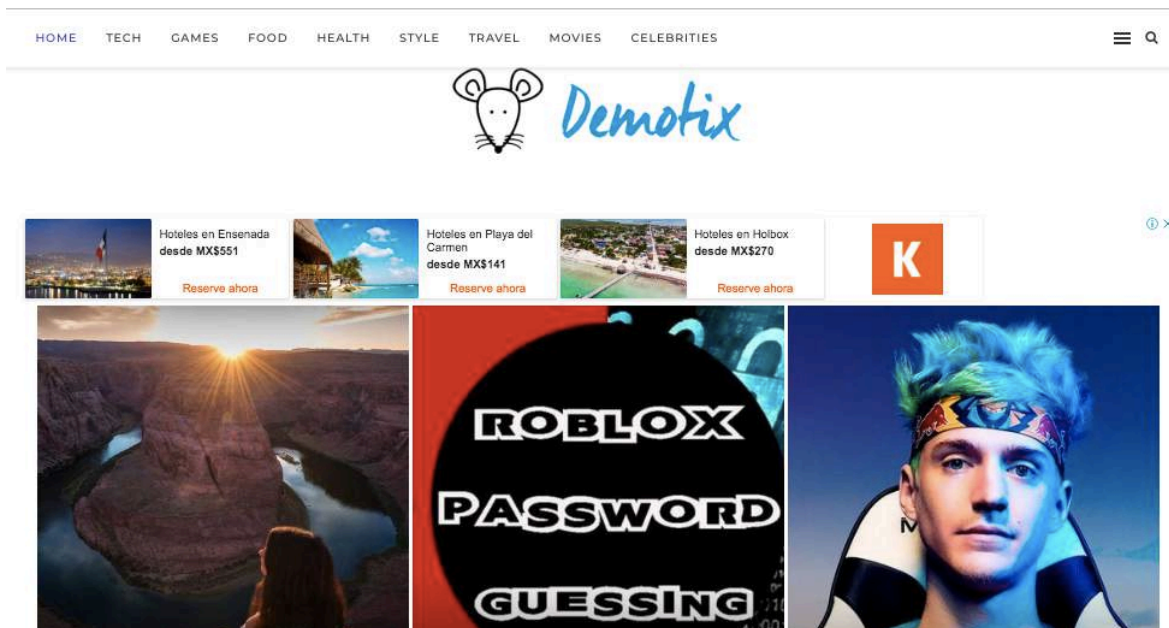 HOME TECH GAMES FOOD HEALTH STYLE TRAVEL MOVIES CELEBRITIES
Demotix
Hoteles en Ensenada
desde MX$551
Reserve ahora
Hoteles en Playa del
Carmen
desde MX$141
Reserve ahora
Hoteles en Holbox
desde MX$270
Reserve ahora
K
ROBLOX
PASSWORD
GUESSING
M